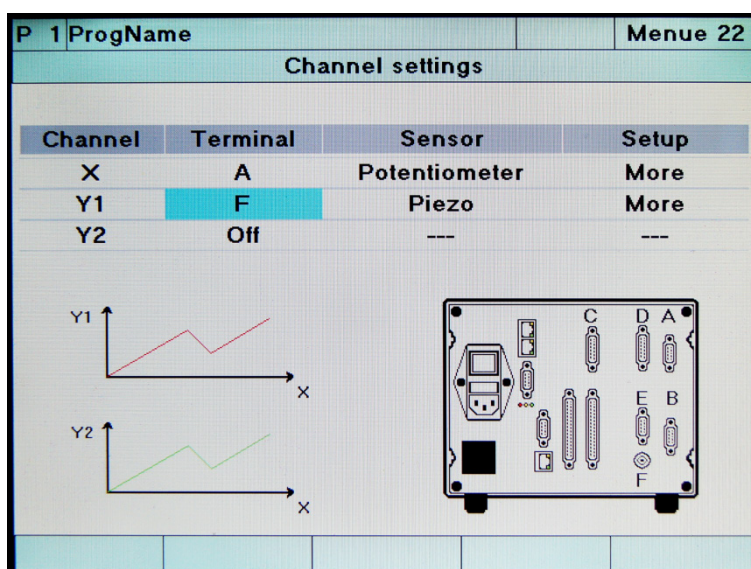 P 1 ProgName Menue 22
Channel settings
Channel Terminal Sensor Setup
X A Potentiometer More
Y1 F Piezo More
Y2 Off --- ---
Y1
X
Y2
X
C D A
E B
F